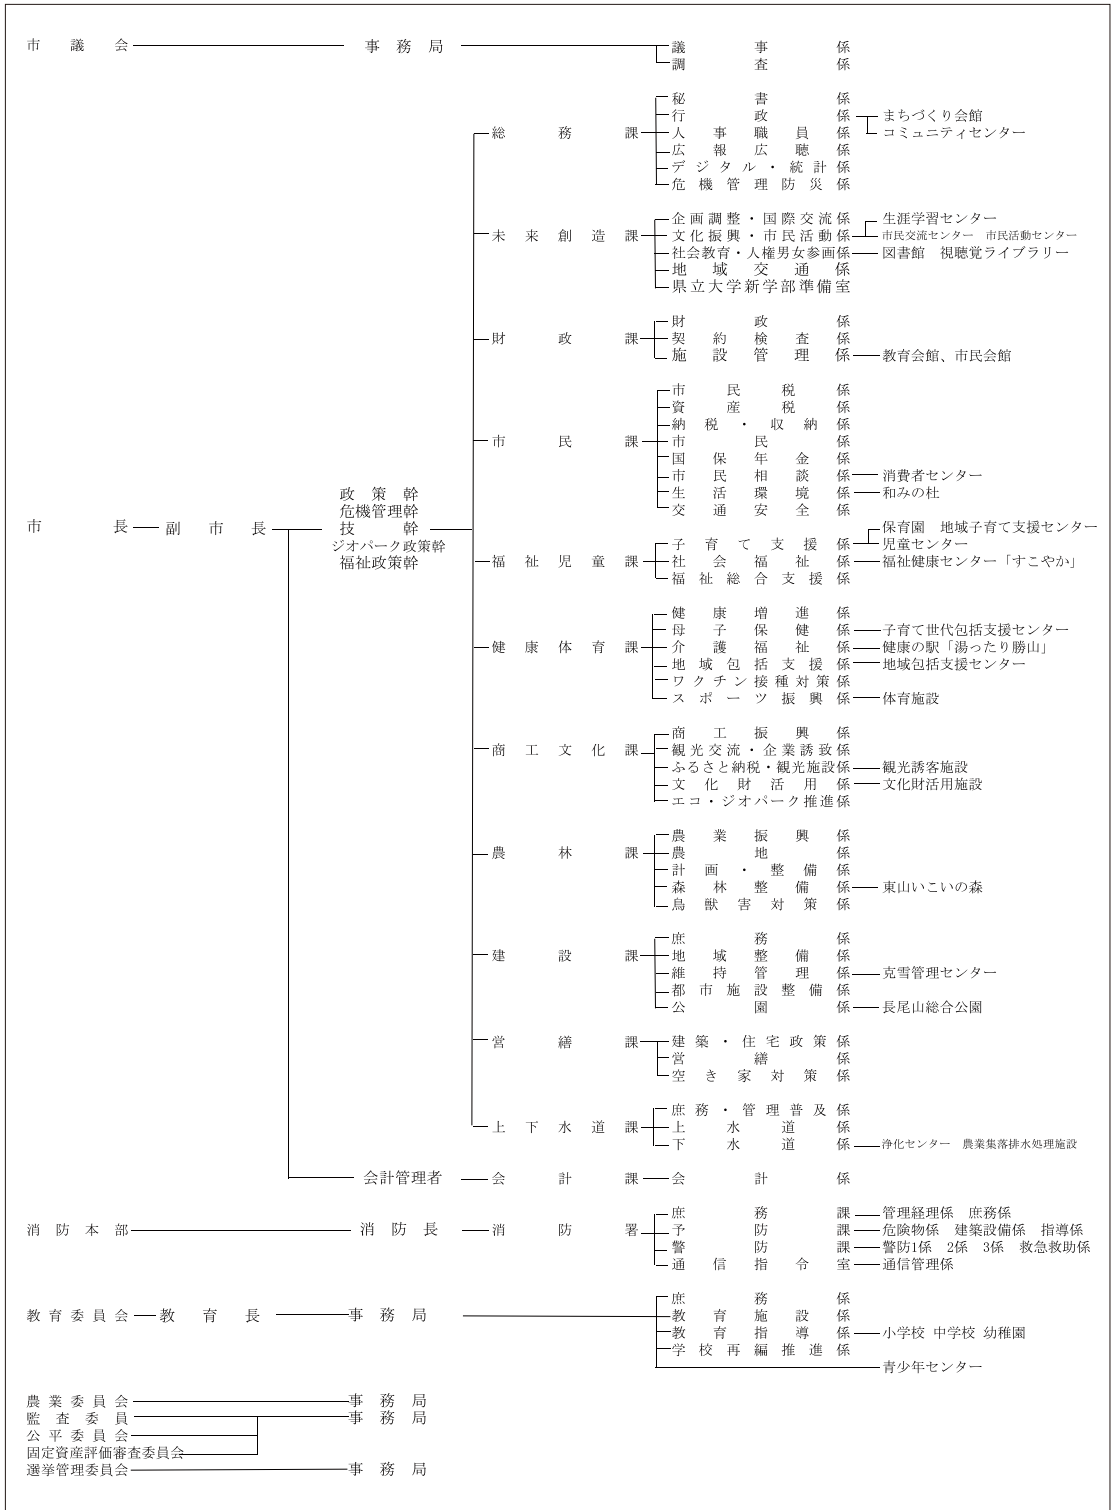 市議会 事務局 議事係
調査係
秘書係
行政係 まちづくり会館
総務課 人事職員係 コミュニティセンター
広報広聴係
デジタル・統計係
危機管理防災係
企画調整・国際交流係 生涯学習センター
未来創造課 文化振興・市民活動係 市民交流センター 市民活動センター
社会教育・人権男女参画係 図書館 視聴覚ライブラリー
地域交通係
県立大学新学部準備室
財政係
財政課 契約検査係
施設管理係 教育会館、市民会館
市民税係
資産税係
納税・収納係
市民課 市民係
国保年金係
市民相談係 消費者センター
生活環境係 和みの杜
交通安全係
政策幹
危機管理幹
市長 副市長 技幹
ジオパーク政策幹
福祉政策幹
保育園 地域子育て支援センター
子育て支援係 児童センター
福祉児童課 社会福祉係 福祉健康センター「すこやか」
福祉総合支援係
健康増進係
母子保健係 子育て世代包括支援センター
健康体育課 介護福祉係 健康の駅「湯ったり勝山」
地域包括支援係 地域包括支援センター
ワクチン接種対策係
スポーツ振興係 体育施設
商工振興係
商工文化課 観光交流・企業誘致係
ふるさと納税・観光施設係 観光誘客施設
文化財活用係 文化財活用施設
エコ・ジオパーク推進係
農業振興係
農林課 農地係
計画・整備係
森林整備係 東山いこいの森
鳥獣害対策係
庶務係
建設課 地域整備係
維持管理係 克雪管理センター
都市施設整備係
公園係 長尾山総合公園
営繕課 建築・住宅政策係
営繕係
空き家対策係
庶務・管理普及係
上下水道課 上水道係
下水道係 浄化センター 農業集落排水処理施設
会計管理者 会計課 会計係
庶務課 管理経理係 庶務係
消防本部 消防長 消防署 予防課 危険物係 建築設備係 指導係
警防課 警防1係 2係 3係 救急救助係
通信指令室 通信管理係
庶務係
教育委員会 教育長 事務局 教育施設係
教育指導係 小学校 中学校 幼稚園
学校再編推進係
青少年センター
農業委員会 事務局
監査委員 事務局
公平委員会
固定資産評価審査委員会
選挙管理委員会 事務局